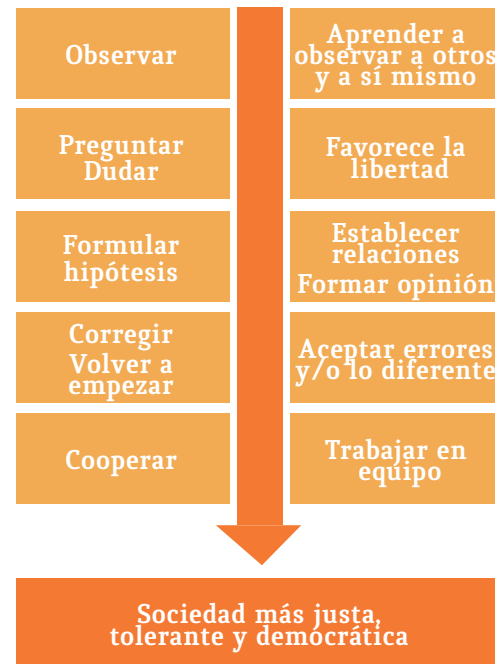 Observar
Aprender a
observar a otros
y a sí mismo
Preguntar
Dudar
Favorece la
libertad
Formular
hipótesis
Establecer
relaciones
Formar opinión
Corregir
Volver a
empezar
Aceptar errores
y/o lo diferente
Cooperar
Trabajar en
equipo
Sociedad más justa,
tolerante y democrática